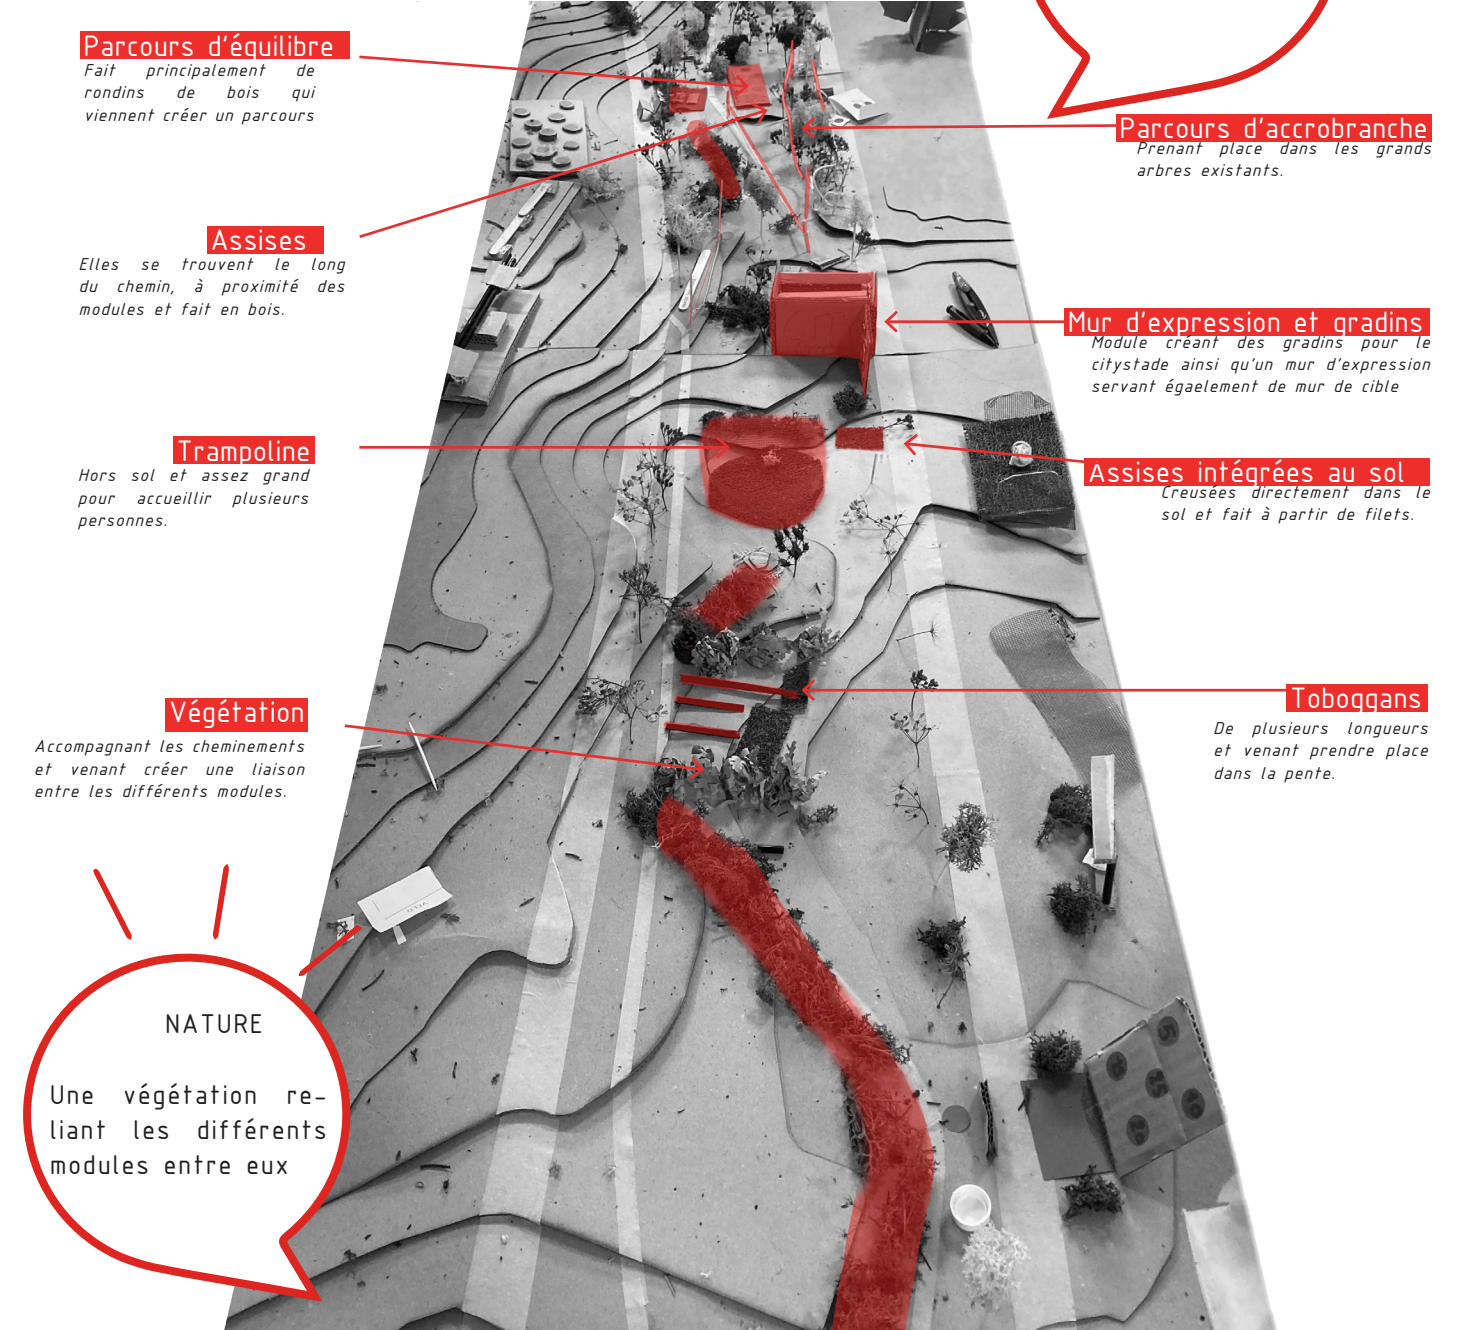 Parcours d'équilibre
Fait principalement de
rondins de bois qui
viennent créer un parcours
Parcours d'accrobranche
Prenant place dans les grands
arbres existants.
Assises
Elles se trouvent le long
du chemin, à proximité des
modules et fait en bois.
Mur d'expression et gradins
Module créant des gradins pour le
citystade ainsi qu'un mur d'expression
servant égaelement de mur de cible
Trampoline
Hors sol et assez grand
pour accueillir plusieurs
personnes.
Assises intégrées au sol
Creusées directement dans le
sol et fait à partir de filets.
Toboggans
De plusieurs longueurs
et venant prendre place
dans la pente.
Végétation
Accompagnant les cheminements
et venant créer une liaison
entre les différents modules.
VELO
NATURE
Une végétation re-
liant les différents
modules entre eux
5
15
10